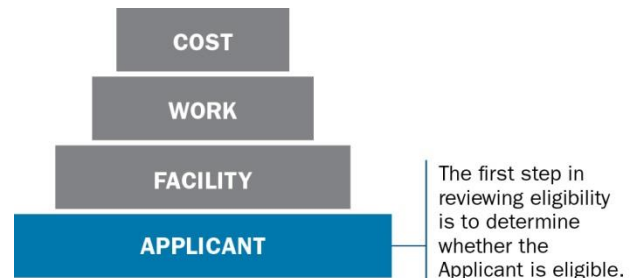 COST
WORK
FACILITY
APPLICANT
The first step in
reviewing eligibility
is to determine
whether the
Applicant is eligible.